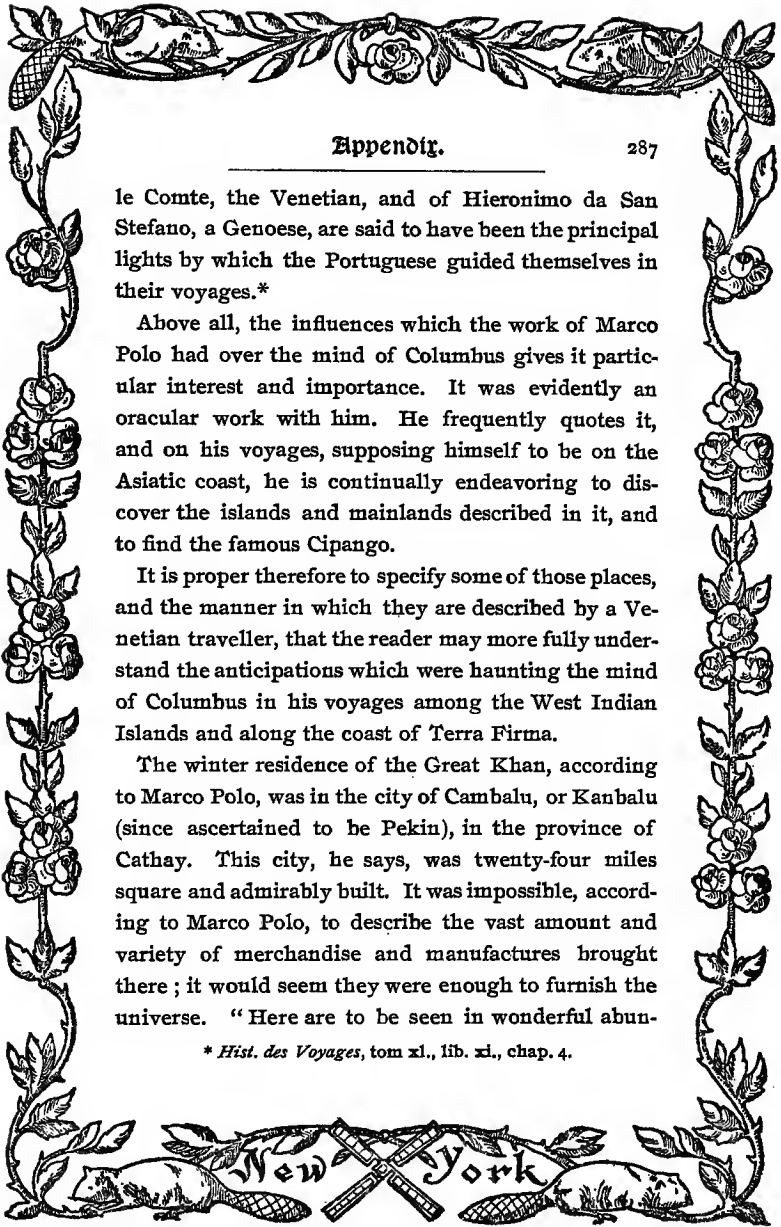 Appendix. 287
le Comte, the Venetian, and of Hieronimo da San
Stefano, a Genoese, are said to have been the principal
lights by which the Portuguese guided themselves in
their voyages.*
Above all, the influences which the work of Marco
Polo had over the mind of Columbus gives it partic-
ular interest and importance. It was evidently an
oracular work with him. He frequently quotes it,
and on his voyages, supposing himself to be on the
Asiatic coast, he is continually endeavoring to dis-
cover the islands and mainlands described in it, and
to find the famous Cipango.
It is proper therefore to specify some of those places,
and the manner in which they are described by a Ve-
netian traveller, that the reader may more fully under-
stand the anticipations which were haunting the mind
of Columbus in his voyages among the West Indian
Islands and along the coast of Terra Firma.
The winter residence of the Great Khan, according
to Marco Polo, was in the city of Cambalu, or Kanbalu
(since ascertained to be Pekin), in the province of
Cathay. This city, he says, was twenty-four miles
square and admirably built. It was impossible, accord-
ing to Marco Polo, to describe the vast amount and
variety of merchandise and manufactures brought
there ; it would seem they were enough to furnish the
universe. "Here are to be seen in wonderful abun-
* Hist. des Voyages, tom xl., lib. xi., chap. 4.
New York